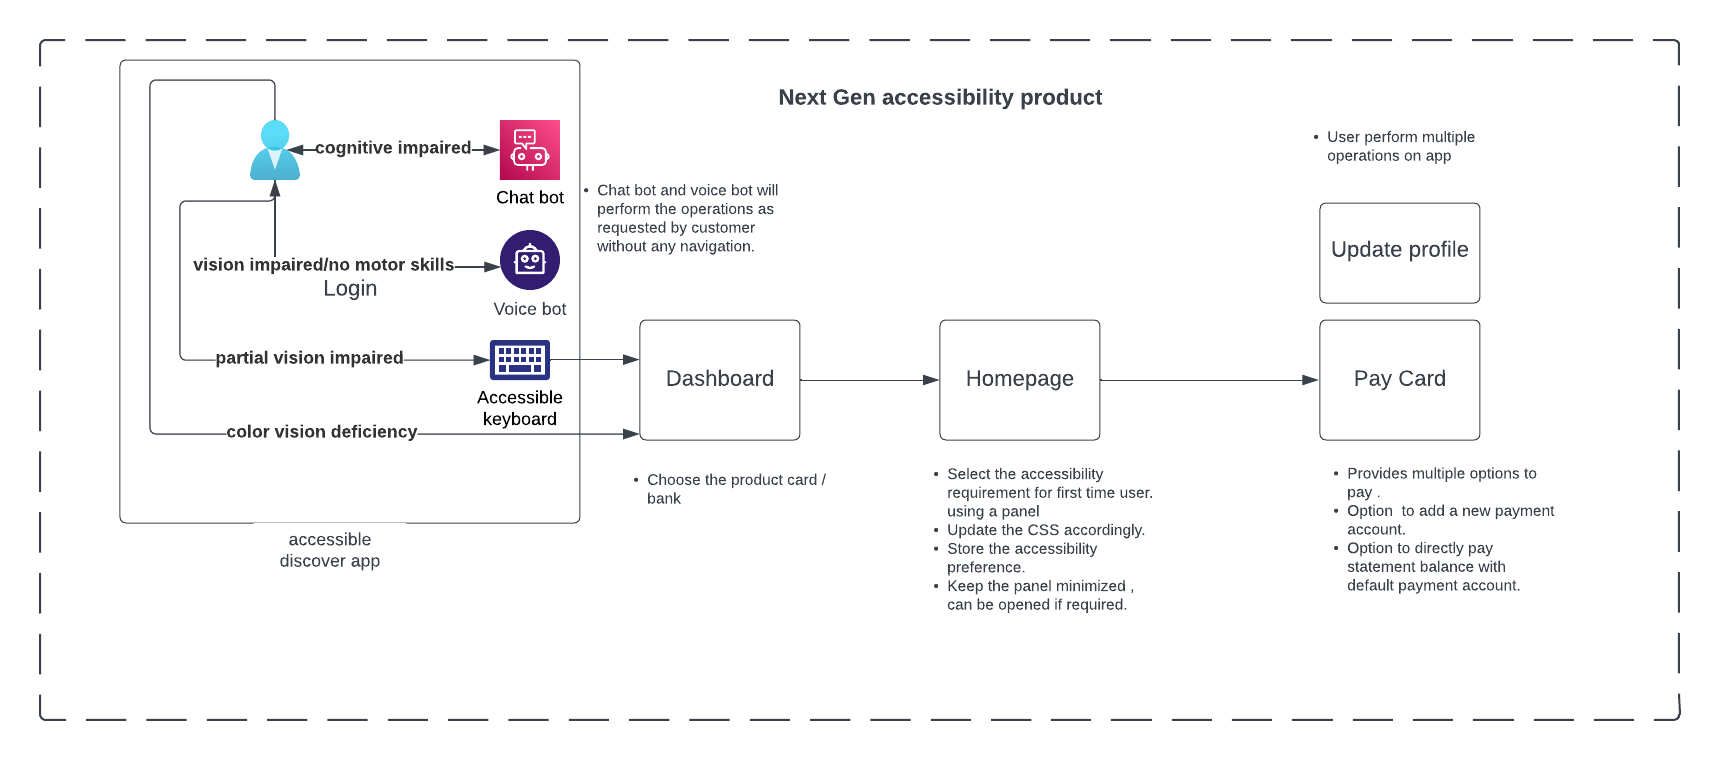 Next Gen accessibility product
cognitive impaired
Chat bot
vision impaired/no motor skills
Login
Voice bot
partial vision impaired
Accessible
keyboard
color vision deficiency
accessible
discover app
• Chat bot and voice bot will
perform the operations as
requested by customer
without any navigation.
Dashboard
• Choose the product card /
bank
Homepage
• Select the accessibility
requirement for first time user.
using a panel
• Update the CSS accordingly.
• Store the accessibility
preference.
• Keep the panel minimized ,
can be opened if required.
• User perform multiple
operations on app
Update profile
Pay Card
• Provides multiple options to
pay .
• Option  to add a new payment
account.
• Option to directly pay
statement balance with
default payment account.